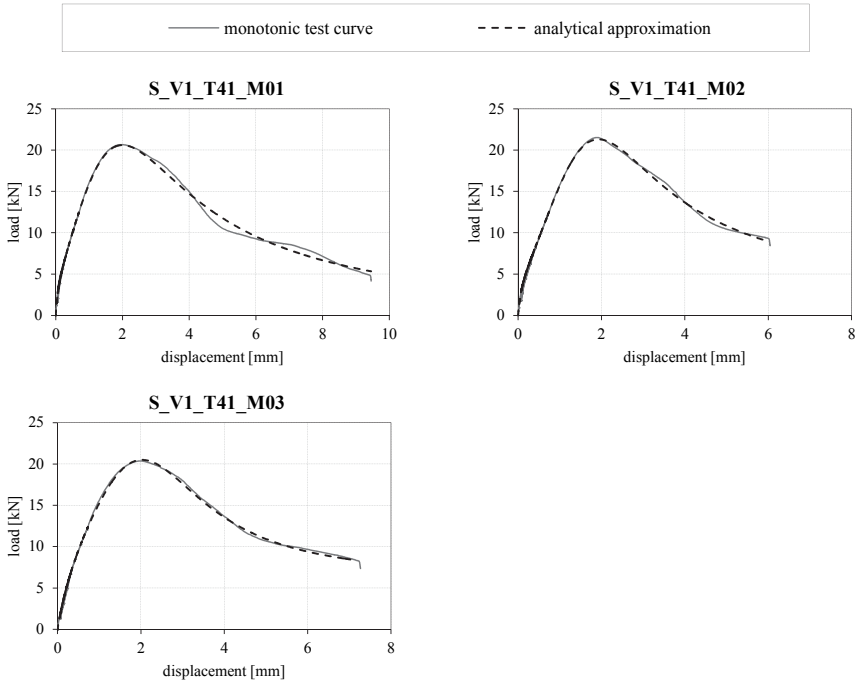 monotonic test curve
analytical approximation
S_V1_T41_M01
25
20
15
10
5
0
load [kN]
0 2 4 6 8 10
displacement [mm]
S_V1_T41_M02
25
20
15
10
5
0
load [kN]
0 2 4 6 8
displacement [mm]
S_V1_T41_M03
25
20
15
10
5
0
load [kN]
0 2 4 6 8
displacement [mm]